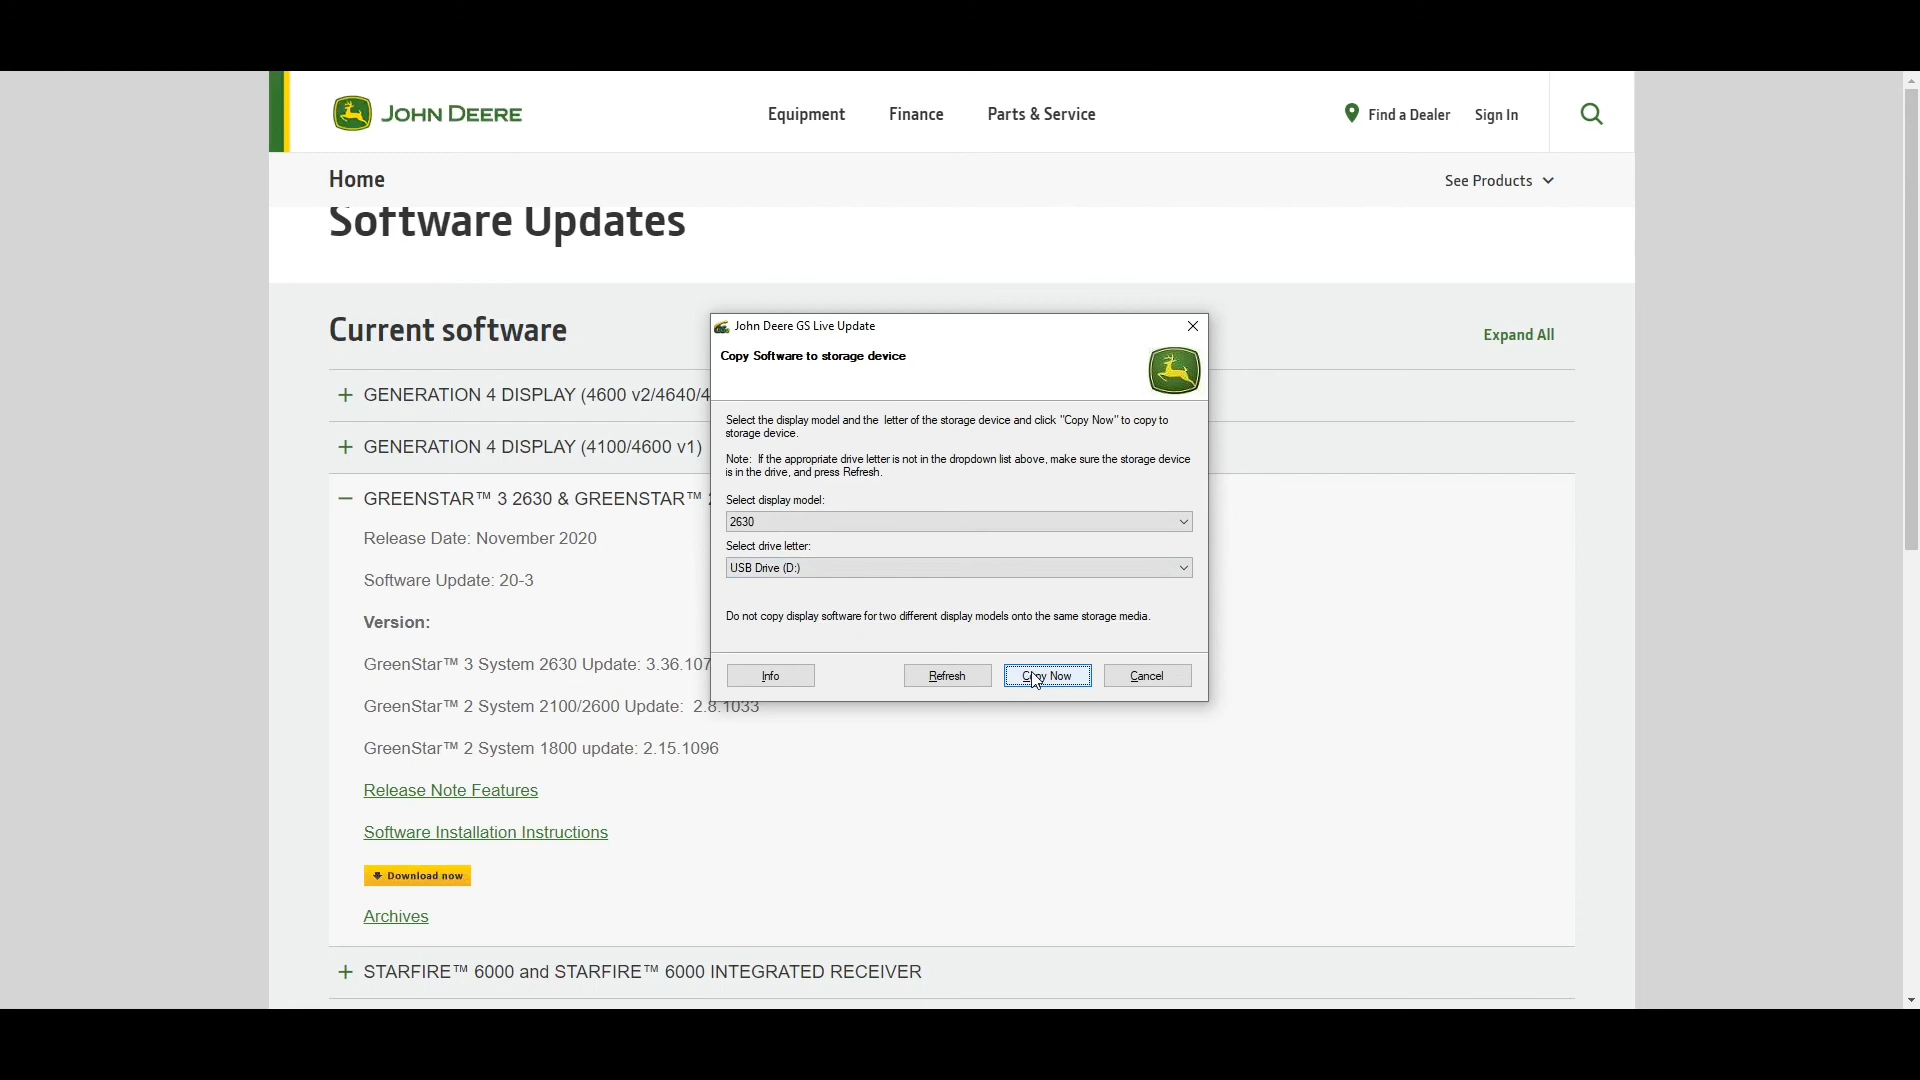 JOHN DEERE
Equipment Finance Parts & Service
Find a Dealer Sign In
Home
See Products
Software Updates
Current software
Expand All
GENERATION 4 DISPLAY (4600 v2/4640/4
GENERATION 4 DISPLAY (4100/4600 v1)
GREENSTAR™ 3 2630 & GREENSTAR™
Release Date: November 2020
Software Update: 20-3
Version:
GreenStar™ 3 System 2630 Update: 3.36.107
GreenStar™ 2 System 2100/2600 Update: 2.8.1033
GreenStar™ 2 System 1800 update: 2.15.1096
Release Note Features
Software Installation Instructions
Download now
Archives
STARFIRE™ 6000 and STARFIRE™ 6000 INTEGRATED RECEIVER
John Deere GS Live Update
Copy Software to storage device
Select the display model and the letter of the storage device and click "Copy Now" to copy to
storage device.
Note: If the appropriate drive letter is not in the dropdown list above, make sure the storage device
is in the drive, and press Refresh.
Select display model:
2630
Select drive letter:
USB Drive (D:)
Do not copy display software for two different display models onto the same storage media.
Info Refresh Copy Now Cancel